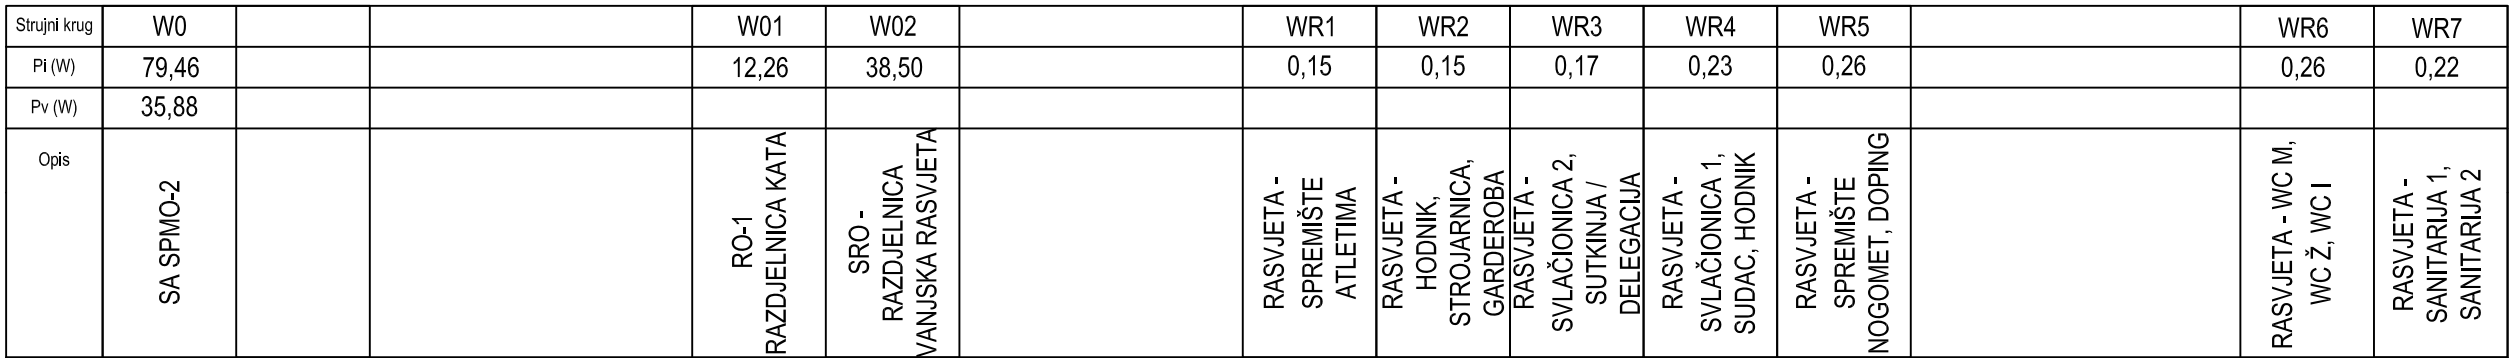 Strujni krug W0 W01 W02 WR1 WR2 WR3 WR4 WR5 WR6 WR7
Pi (W) 79,46 12,26 38,50 0,15 0,15 0,17 0,23 0,26 0,26 0,22
Pv (W) 35,88
Opis
SA SPMO-2
RO-1
RAZDJELNICA KATA
SRO -
RAZDJELNICA
VANJSKA RASVJETA
RASVJETA -
SPREMIŠTE
ATLETIMA
RASVJETA -
HODNIK,
STROJARNICA,
GARDEROBA
RASVJETA -
SVLAČIONICA 2,
SUTKINJA /
DELEGACIJA
RASVJETA -
SVLAČIONICA 1,
SUDAC, HODNIK
RASVJETA -
SPREMIŠTE
NOGOMET, DOPING
RASVJETA - WC M,
WC Ž, WC I
RASVJETA -
SANITARIJA 1,
SANITARIJA 2